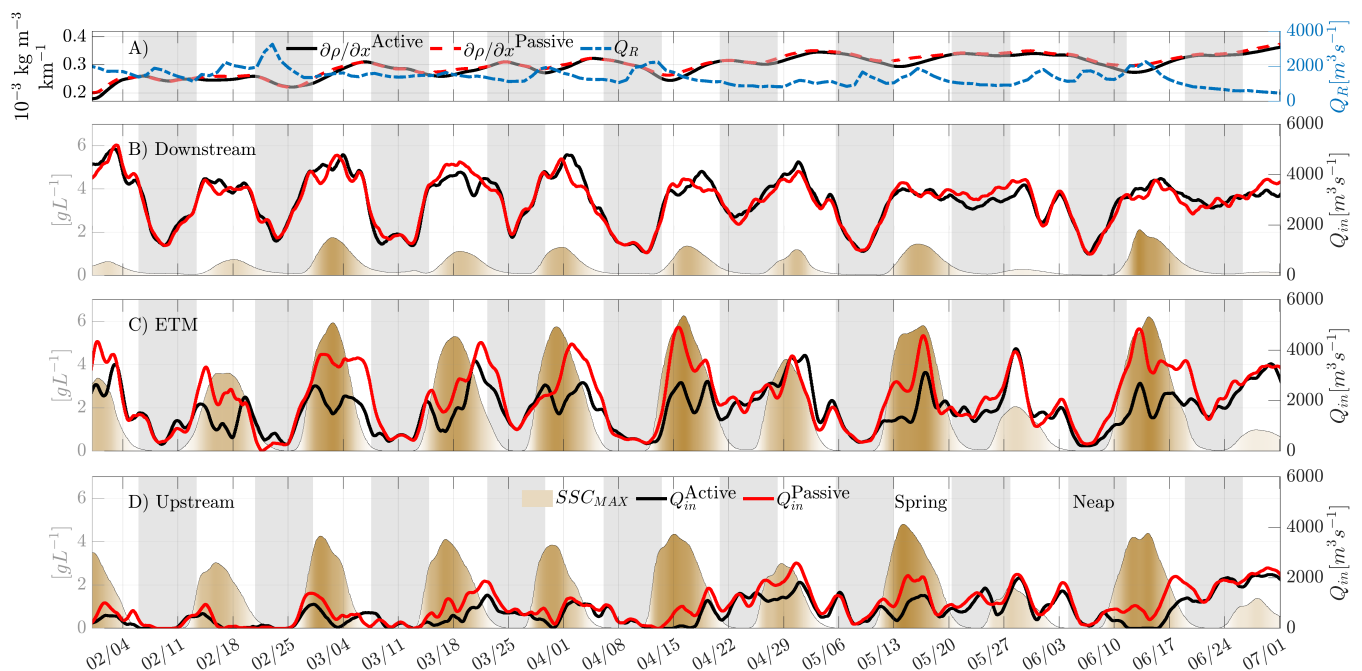 A)
∂ρ/∂x^Active ∂ρ/∂x^Passive Q_R
10^−3 kg m^−3
km^−1
0.4
0.3
0.2
4000
2000
0
Q_R[m^3 s^−1]
B) Downstream
[gL^−1]
6
4
2
0
6000
4000
2000
0
Q_in[m^3 s^−1]
C) ETM
[gL^−1]
6
4
2
0
6000
4000
2000
0
Q_in[m^3 s^−1]
D) Upstream
SSC_MAX Q_in^Active Q_in^Passive
Spring
Neap
[gL^−1]
6
4
2
0
6000
4000
2000
0
Q_in[m^3 s^−1]
02/04 02/11 02/18 02/25 03/04 03/11 03/18 03/25 04/01 04/08 04/15 04/22 04/29 05/06 05/13 05/20 05/27 06/03 06/10 06/17 06/24 07/01